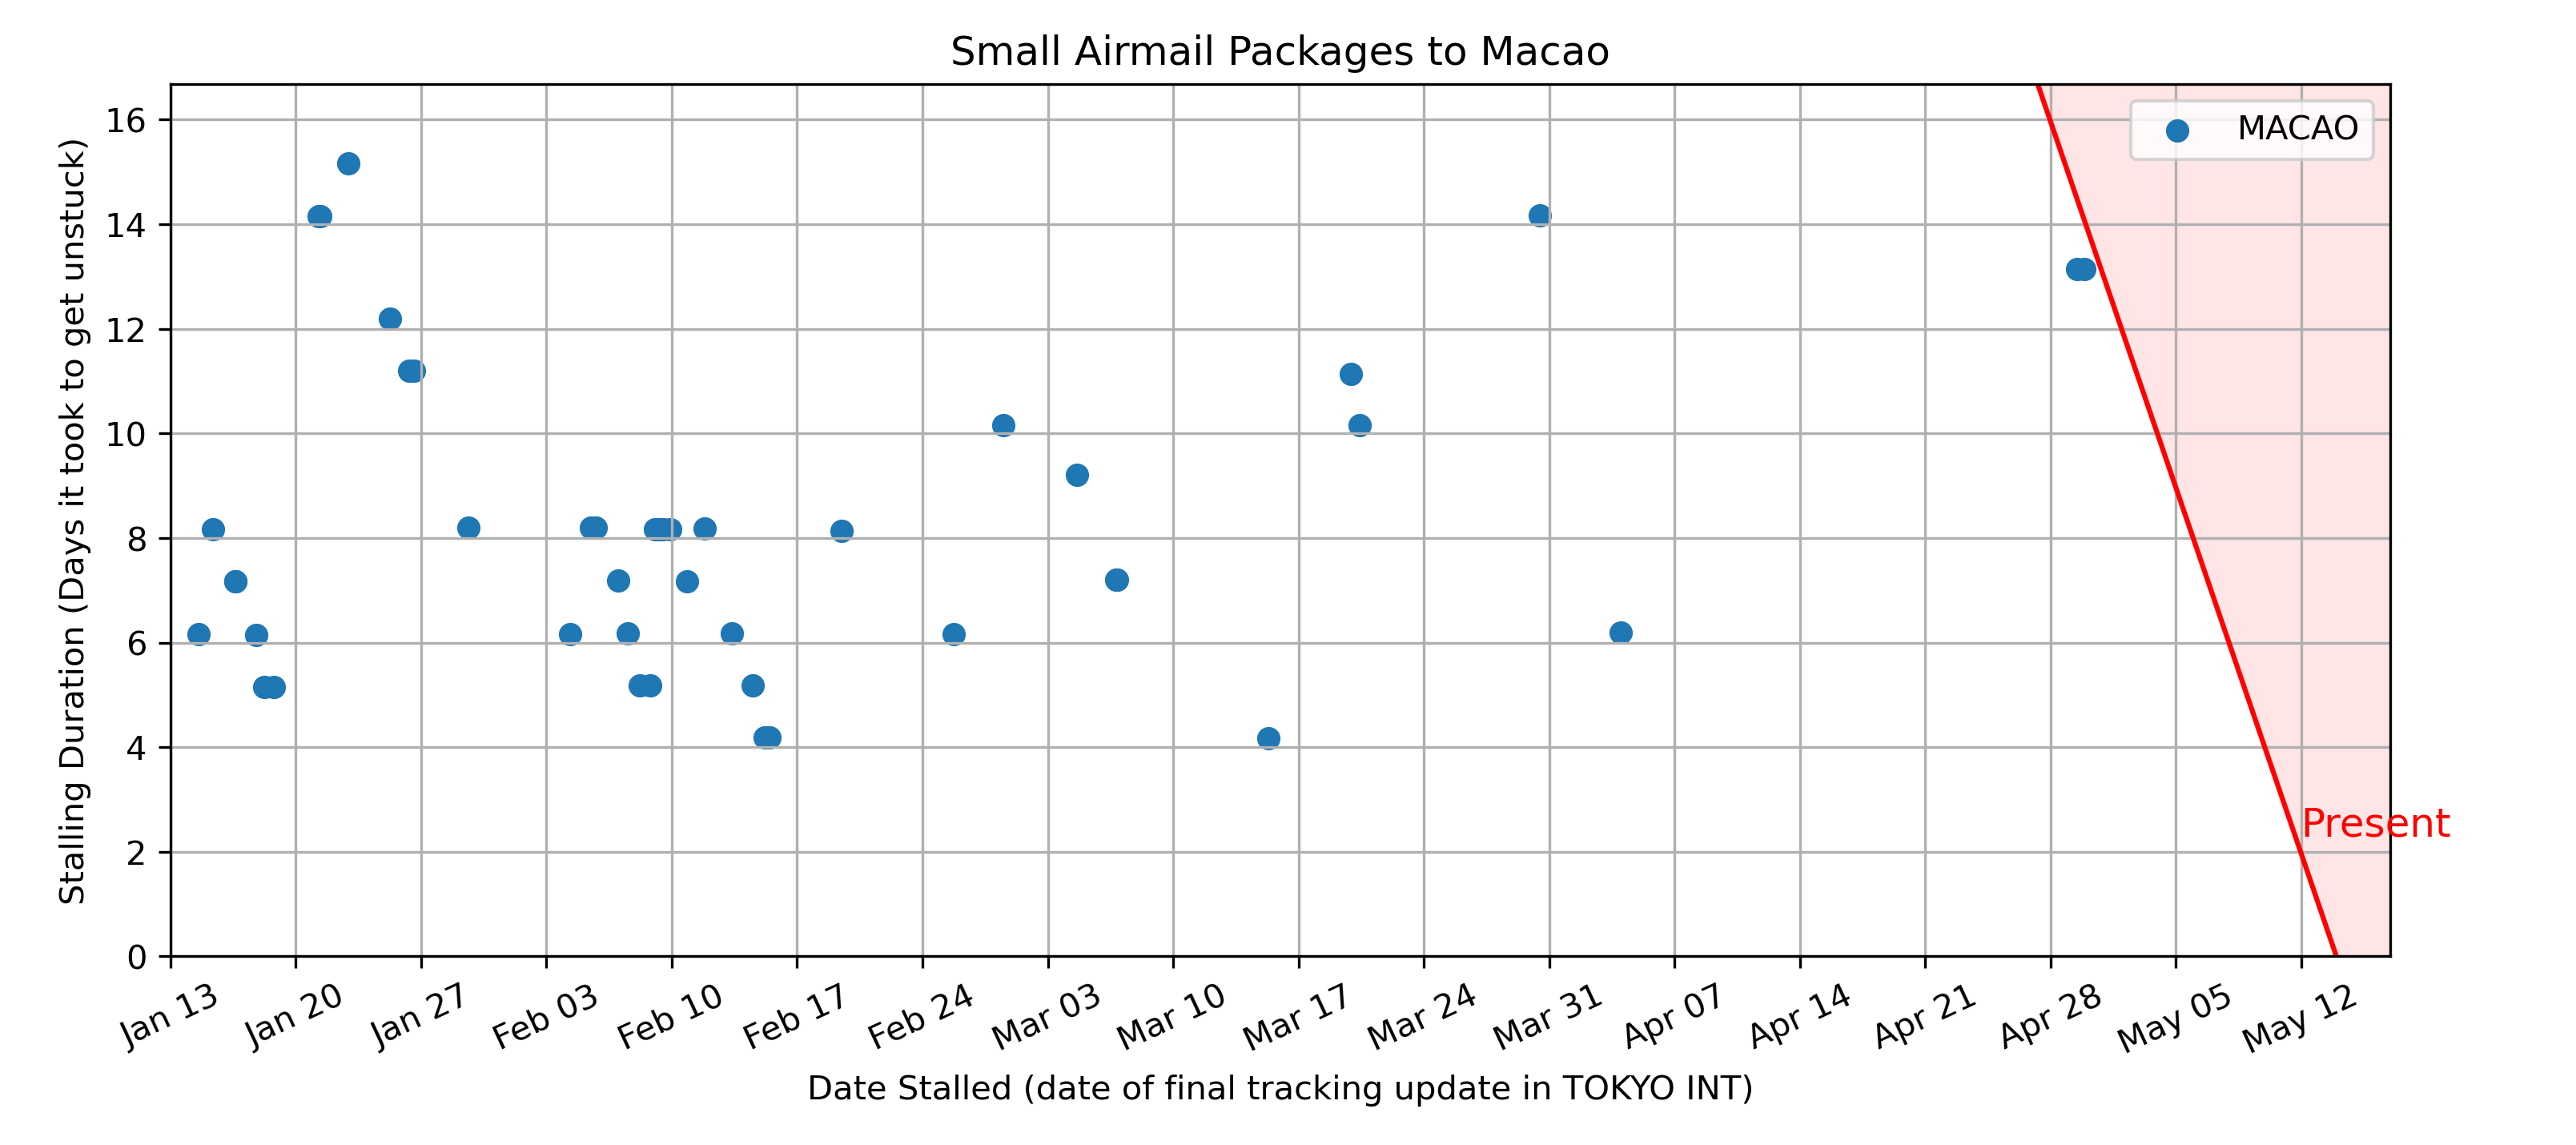 Small Airmail Packages to Macao
MACAO
16
14
12
10
8
6
4
2
0
Stalling Duration (Days it took to get unstuck)
Present
Jan 13
Jan 20
Jan 27
Feb 03
Feb 10
Feb 17
Feb 24
Mar 03
Mar 10
Mar 17
Mar 24
Mar 31
Apr 07
Apr 14
Apr 21
Apr 28
May 05
May 12
Date Stalled (date of final tracking update in TOKYO INT)